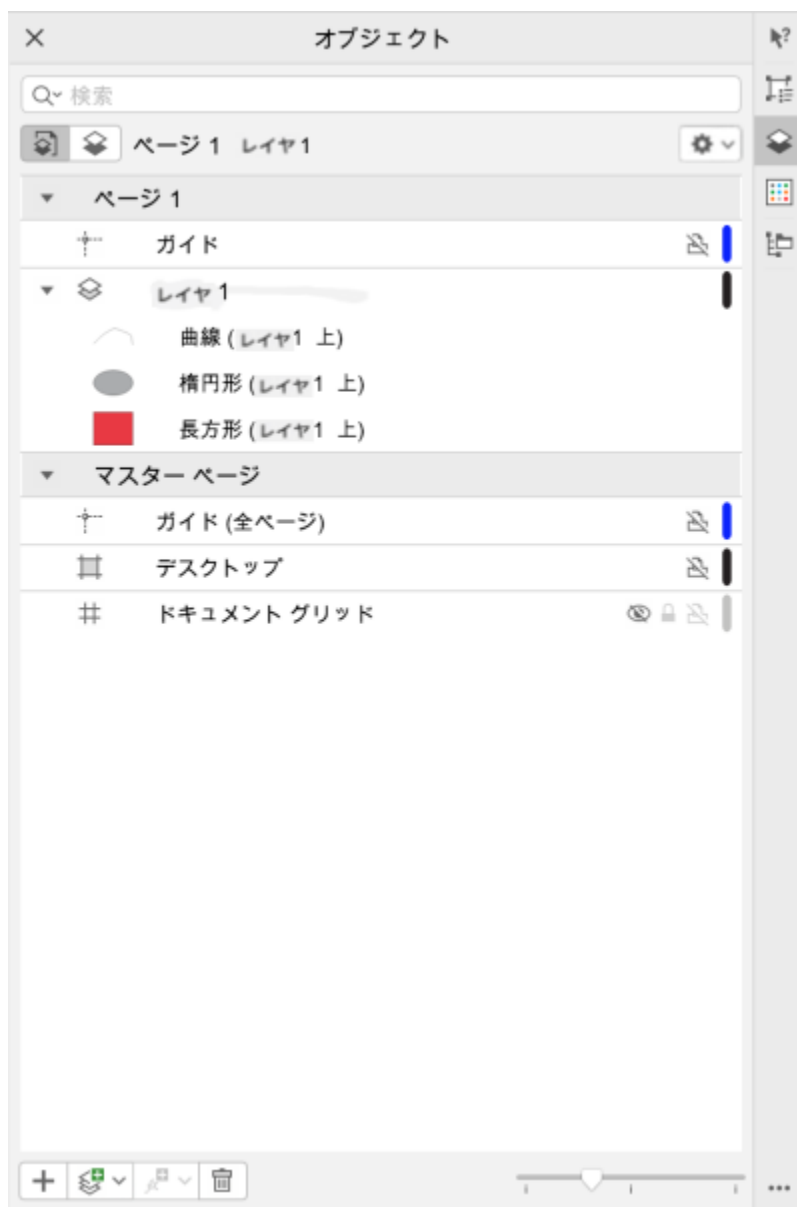 オブジェクト
検索
ページ 1 レイヤ1
ページ 1
ガイド
レイヤ 1
曲線 (レイヤ1 上)
楕円形 (レイヤ1 上)
長方形 (レイヤ1 上)
マスター ページ
ガイド (全ページ)
デスクトップ
ドキュメント グリッド